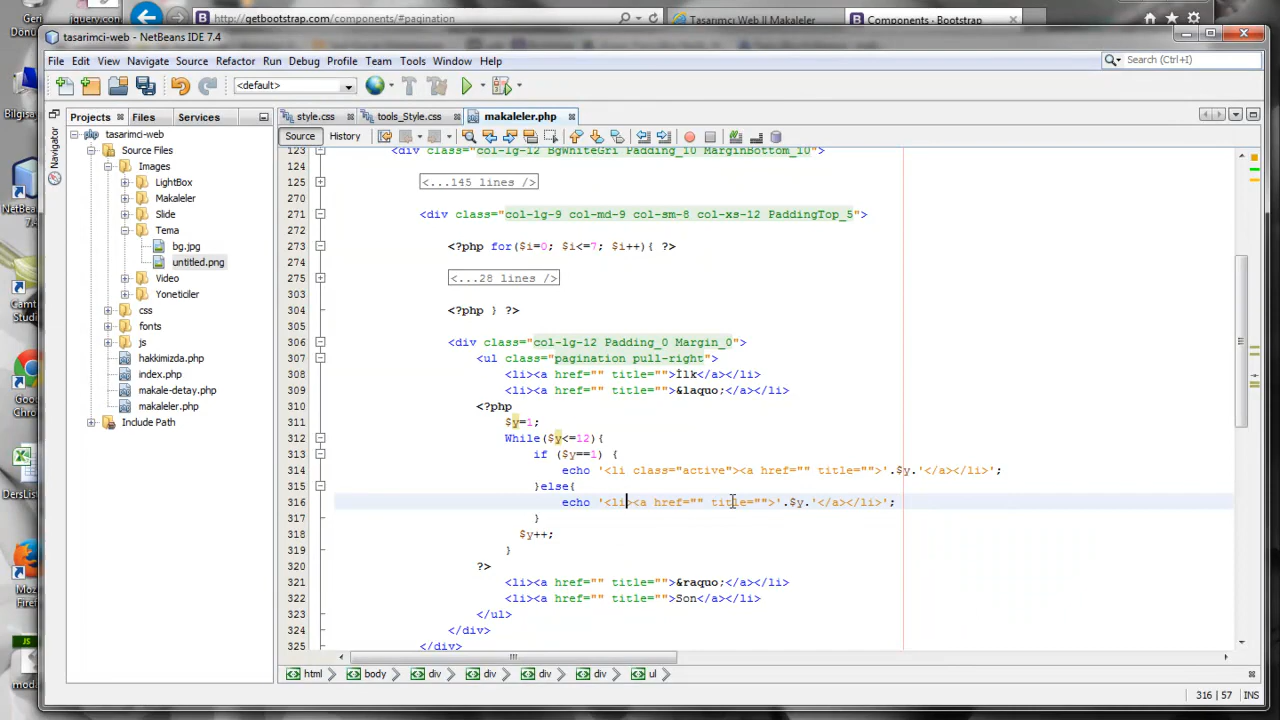 http://getbootstrap.com/components/#pagination
Tasarımcı Web || Makaleler
Components · Bootstrap
tasarimci-web - NetBeans IDE 7.4
File Edit View Navigate Source Refactor Run Debug Profile Team Tools Window Help
Search (Ctrl+I)
<default>
Projects Files Services
style.css tools_Style.css makaleler.php
Source History
Navigator
tasarimci-web
Source Files
Images
LightBox
Makaleler
Slide
Tema
bg.jpg
untitled.png
Video
Yoneticiler
css
fonts
js
hakkimizda.php
index.php
makale-detay.php
makaleler.php
Include Path
123 <div class="col-lg-12 BgWhiteGri Padding_10 MarginBottom_10">
124
125 <...145 lines />
270
271 <div class="col-lg-9 col-md-9 col-sm-8 col-xs-12 PaddingTop_5">
272
273 <?php for($i=0; $i<=7; $i++){ ?>
274
275 <...28 lines />
303
304 <?php } ?>
305
306 <div class="col-lg-12 Padding_0 Margin_0">
307 <ul class="pagination pull-right">
308 <li><a href="" title="">İlk</a></li>
309 <li><a href="" title="">&laquo;</a></li>
310 <?php
311 $y=1;
312 While($y<=12){
313 if ($y==1) {
314 echo '<li class="active"><a href="" title="">'.$y.'</a></li>';
315 }else{
316 echo '<li><a href="" title="">'.$y.'</a></li>';
317 }
318 $y++;
319 }
320 ?>
321 <li><a href="" title="">&raquo;</a></li>
322 <li><a href="" title="">Son</a></li>
323 </ul>
324 </div>
325 </div>
html body div div div div ul
316 | 57 INS